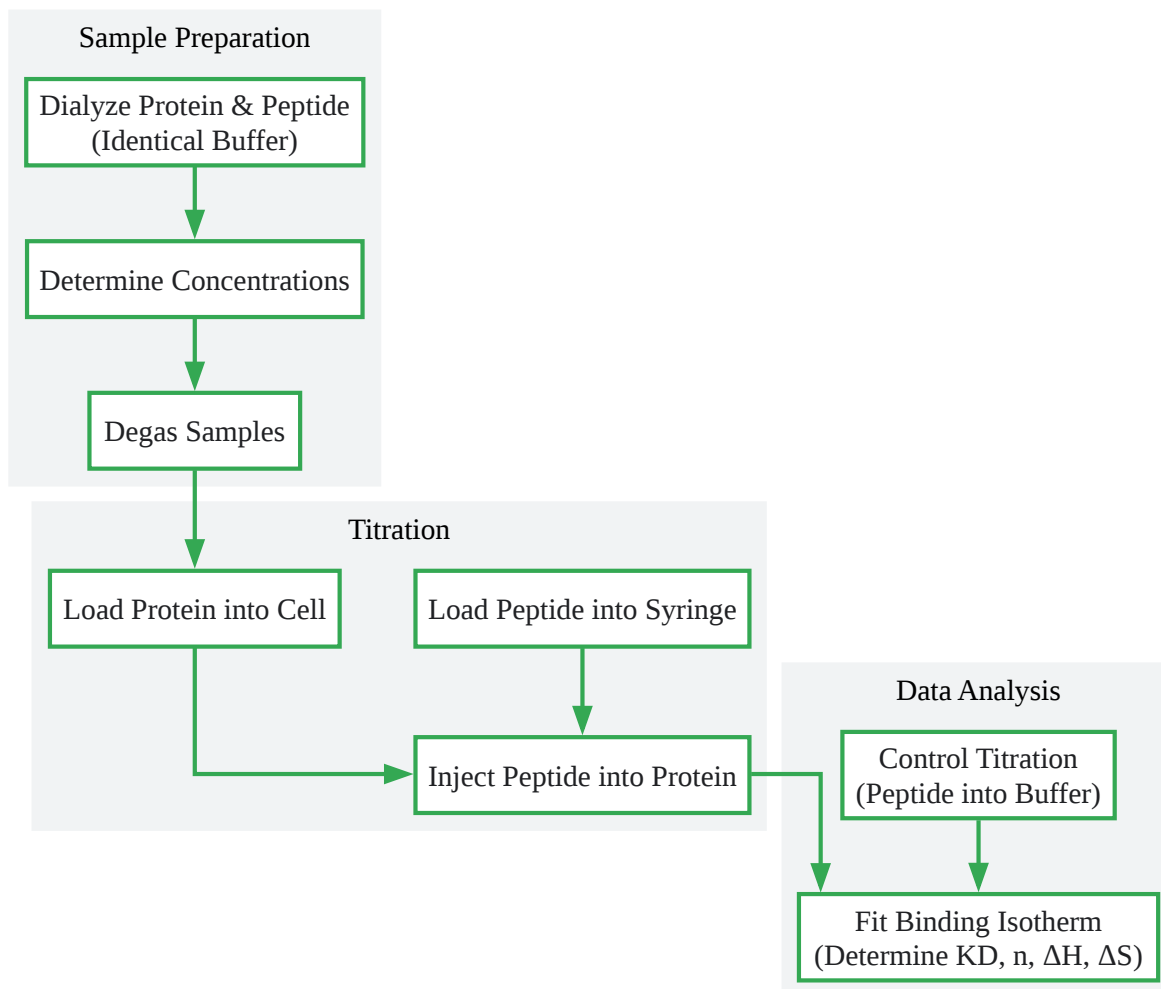 Sample Preparation
Dialyze Protein & Peptide
(Identical Buffer)
Determine Concentrations
Degas Samples
Titration
Load Protein into Cell
Load Peptide into Syringe
Inject Peptide into Protein
Data Analysis
Control Titration
(Peptide into Buffer)
Fit Binding Isotherm
(Determine KD, n, ΔH, ΔS)